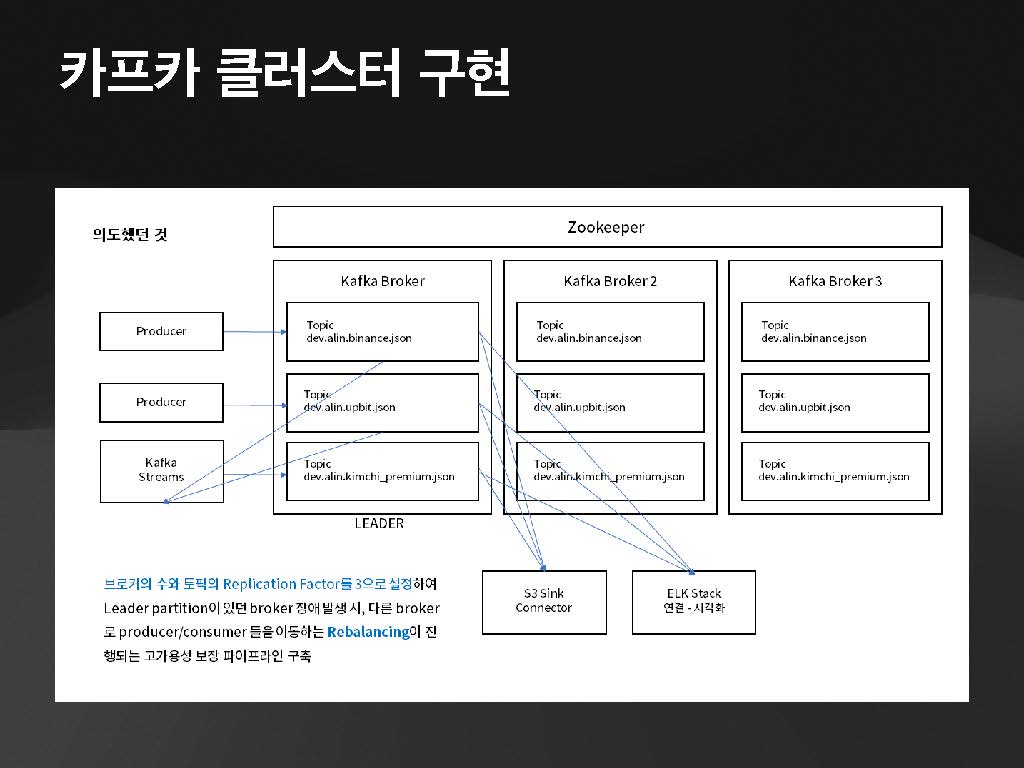 카프카 클러스터 구현
의도했던 것
Zookeeper
Kafka Broker
Kafka Broker 2
Kafka Broker 3
Producer
Topic
dev.alin.binance.json
Topic
dev.alin.binance.json
Topic
dev.alin.binance.json
Producer
Topic
dev.alin.upbit.json
Topic
dev.alin.upbit.json
Topic
dev.alin.upbit.json
Kafka
Streams
Topic
dev.alin.kimchi_premium.json
Topic
dev.alin.kimchi_premium.json
Topic
dev.alin.kimchi_premium.json
LEADER
브로커의 수와 토픽의 Replication Factor를 3으로 설정하여
Leader partition이 있던 broker 장애 발생 시, 다른 broker
로 producer/consumer 들을 이동하는 Rebalancing이 진
행되는 고가용성 보장 파이프라인 구축
S3 Sink
Connector
ELK Stack
연결 - 시각화